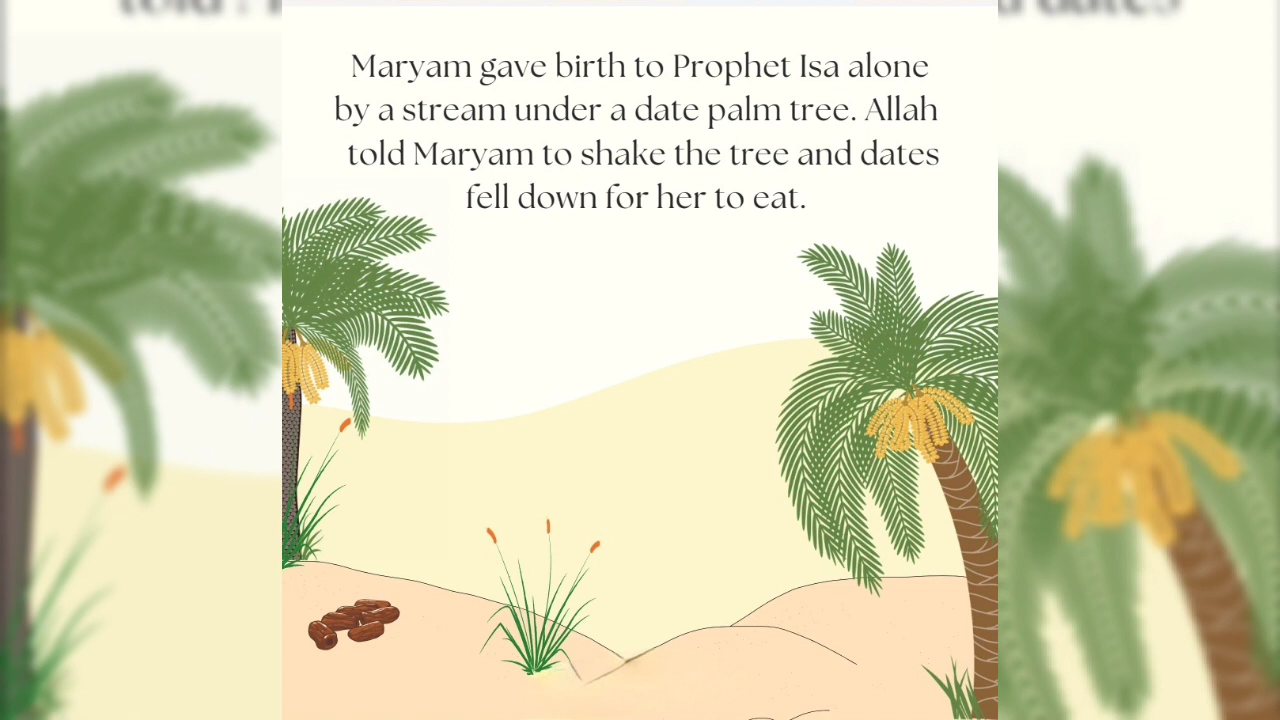 Maryam gave birth to Prophet Isa alone
by a stream under a date palm tree. Allah
told Maryam to shake the tree and dates
fell down for her to eat.